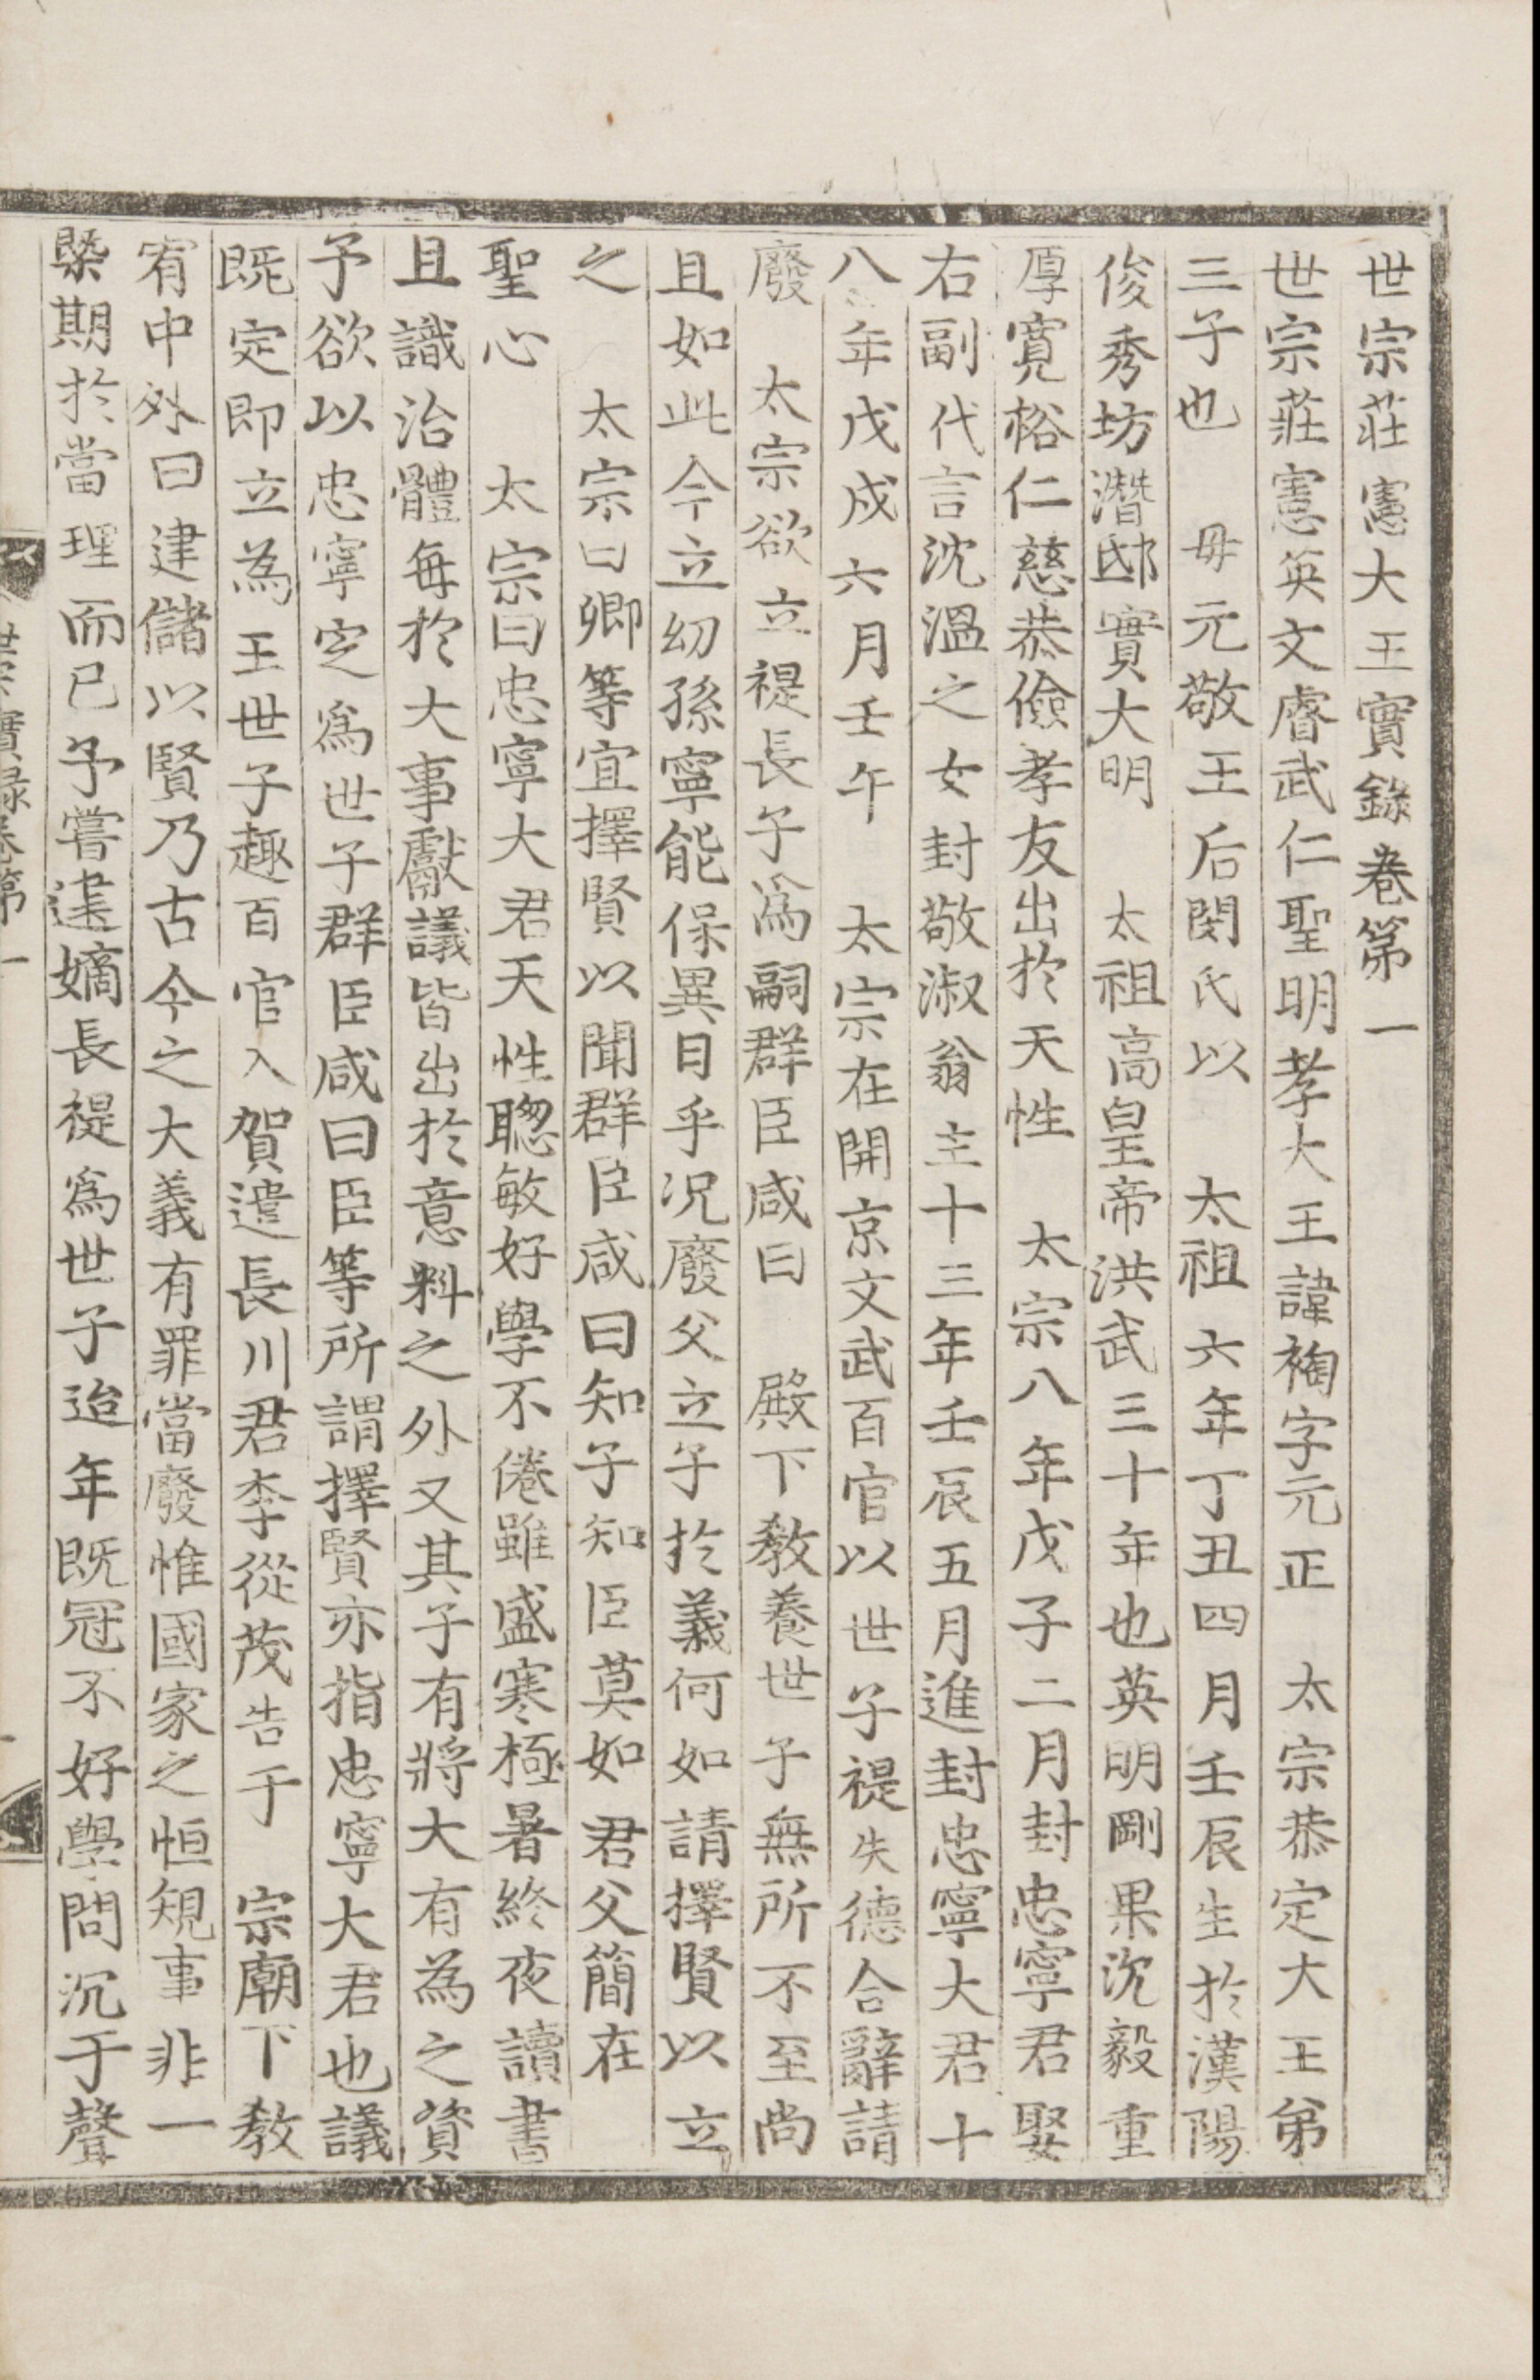 世宗莊憲大王實錄卷第一
世宗莊憲英文睿武仁聖明孝大王諱裪字元正 太宗恭定大王第
三子也 母元敬王后閔氏以 太祖六年丁丑四月壬辰生於漢陽
俊秀坊潛邸實大明 太祖高皇帝洪武三十年也英明剛果沈毅重
厚寬裕仁慈恭儉孝友出於天性 太宗八年戊子二月封忠寧君娶
右副代言沈溫之女封敬淑翁主十三年壬辰五月進封忠寧大君十
八年戊戌六月壬午 太宗在開京文武百官以世子禔失德合辭請
廢 太宗欲立禔長子爲嗣群臣咸曰 殿下敎養世子無所不至尚
且如此今立幼孫寧能保異日乎況廢父立子於義何如請擇賢以立
之 太宗曰卿等宜擇賢以聞群臣咸曰知子知臣莫如君父簡在
聖心 太宗曰忠寧大君天性聰敏好學不倦雖盛寒極暑終夜讀書
且識治體每於大事獻議皆出於意料之外又其子有將大有為之資
予欲以忠寧定爲世子群臣咸曰臣等所謂擇賢亦指忠寧大君也議
既定即立為王世子趣百官入賀遣長川君李從茂告于 宗廟下敎
宥中外曰建儲以賢乃古今之大義有罪當廢惟國家之恒規事非一
槩期於當理而已予嘗建嫡長禔爲世子迨年既冠不好學問沉于聲
世宗實錄卷第一 一